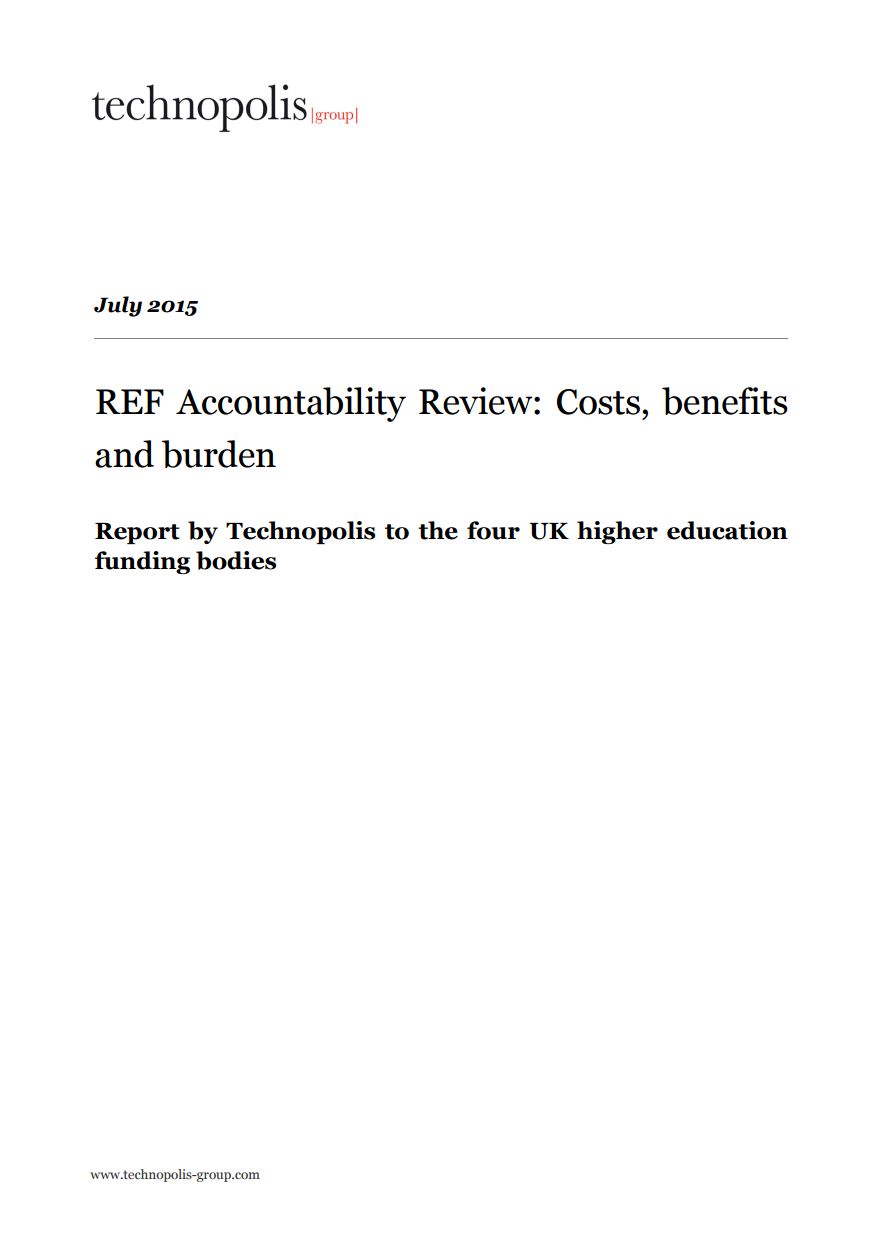 technopolis |group|
July 2015
REF Accountability Review: Costs, benefits
and burden
Report by Technopolis to the four UK higher education
funding bodies
www.technopolis-group.com